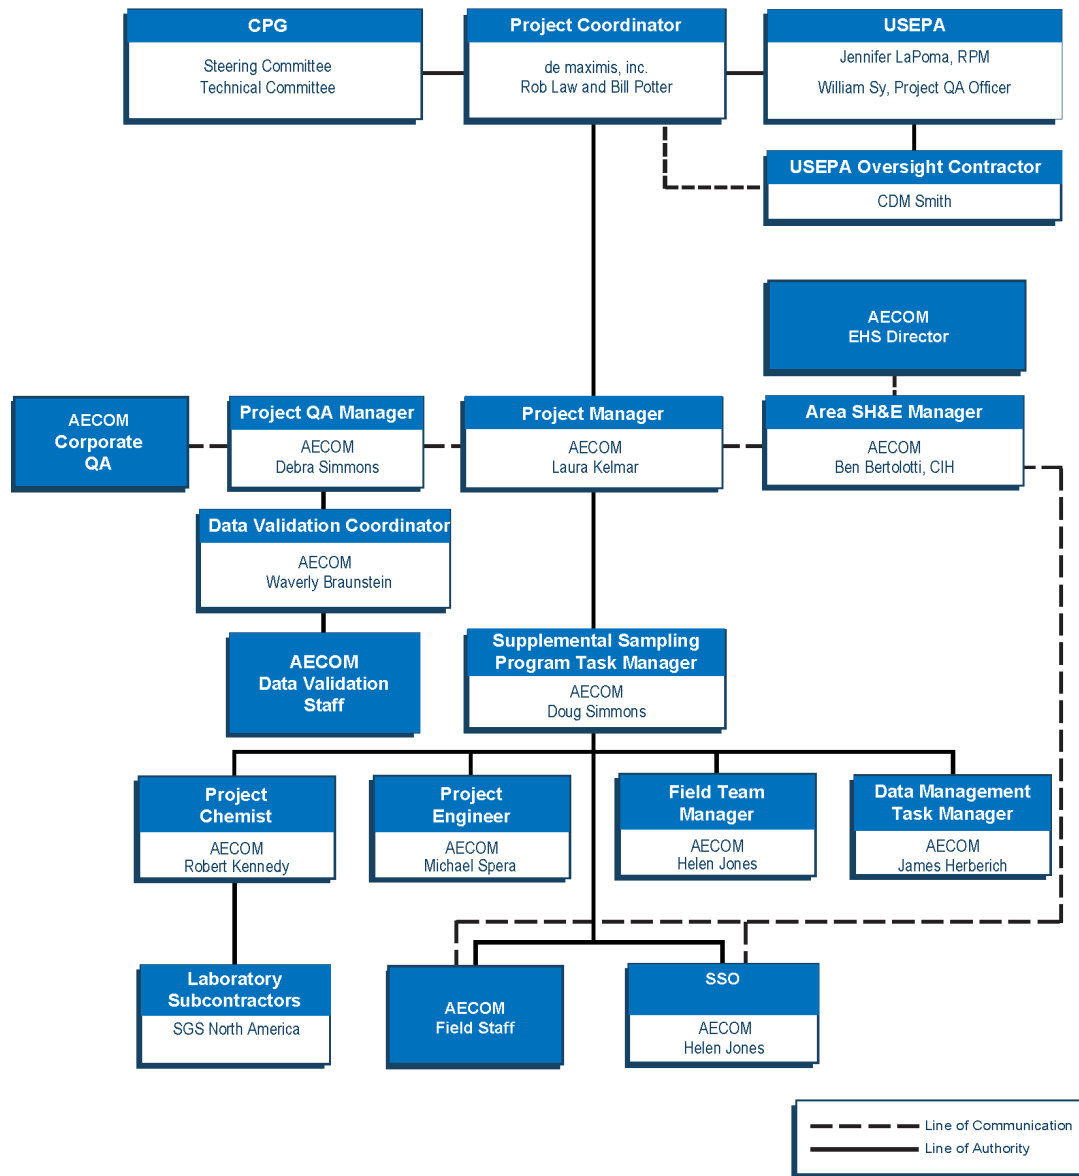 CPG
Steering Committee
Technical Committee
Project Coordinator
de maximis, inc.
Rob Law and Bill Potter
USEPA
Jennifer LaPoma, RPM
William Sy, Project QA Officer
USEPA Oversight Contractor
CDM Smith
AECOM
EHS Director
AECOM
Corporate
QA
Project QA Manager
AECOM
Debra Simmons
Project Manager
AECOM
Laura Kelmar
Area SH&E Manager
AECOM
Ben Bertolotti, CIH
Data Validation Coordinator
AECOM
Waverly Braunstein
AECOM
Data Validation
Staff
Supplemental Sampling
Program Task Manager
AECOM
Doug Simmons
Project
Chemist
AECOM
Robert Kennedy
Project
Engineer
AECOM
Michael Spera
Field Team
Manager
AECOM
Helen Jones
Data Management
Task Manager
AECOM
James Herberich
Laboratory
Subcontractors
SGS North America
AECOM
Field Staff
SSO
AECOM
Helen Jones
Line of Communication
Line of Authority